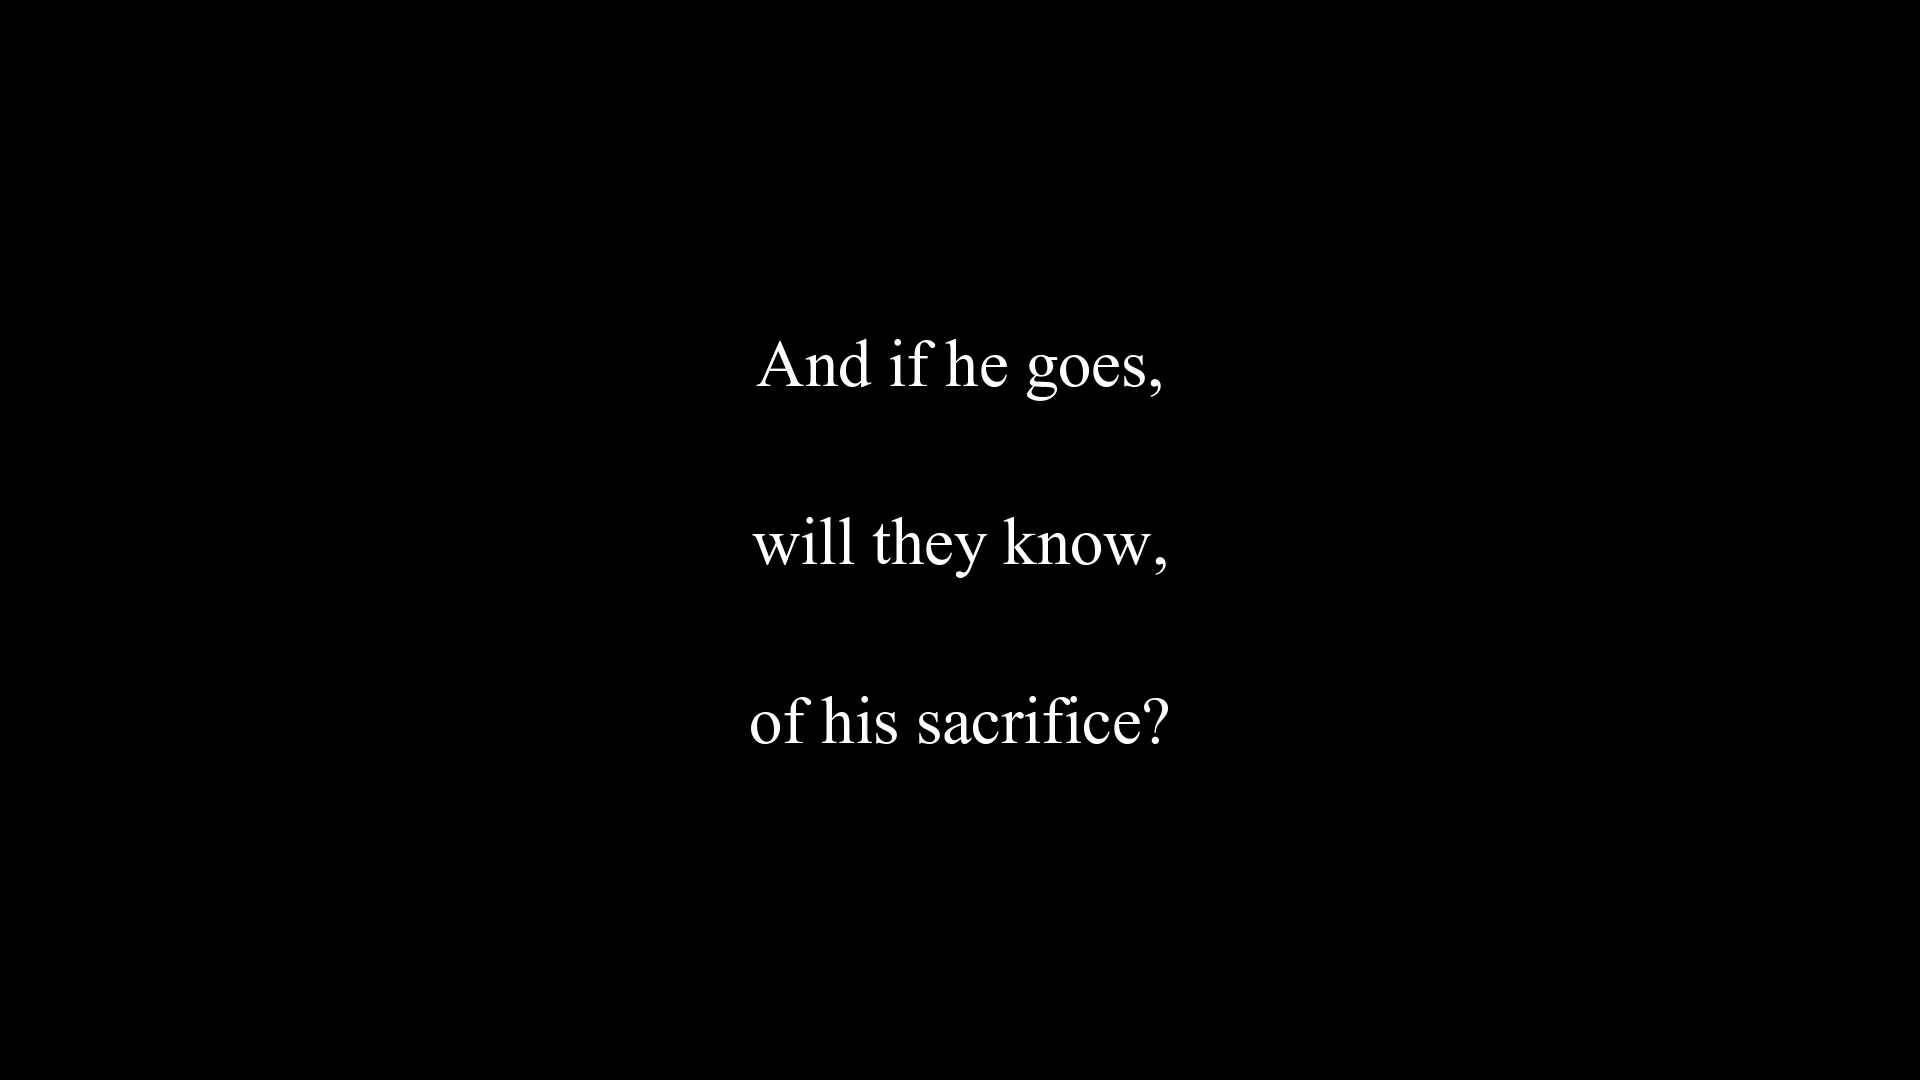 And if he goes,
will they know,
of his sacrifice?